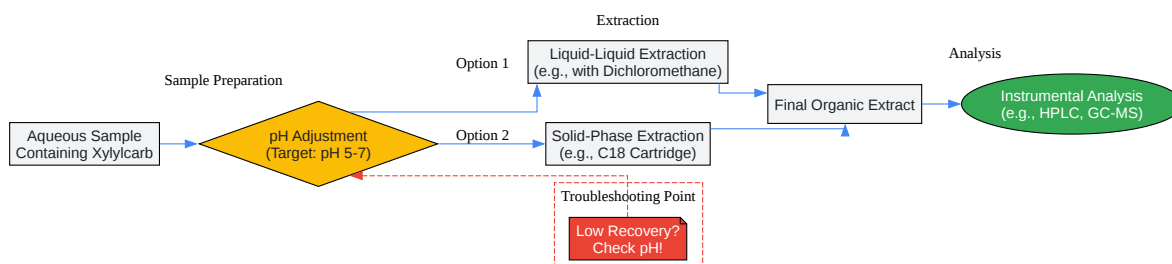 Extraction
Sample Preparation
Option 1
Liquid-Liquid Extraction
(e.g., with Dichloromethane)
Analysis
Aqueous Sample
Containing Xylylcarb
pH Adjustment
(Target: pH 5-7)
Option 2
Solid-Phase Extraction
(e.g., C18 Cartridge)
Final Organic Extract
Instrumental Analysis
(e.g., HPLC, GC-MS)
Troubleshooting Point
Low Recovery?
Check pH!